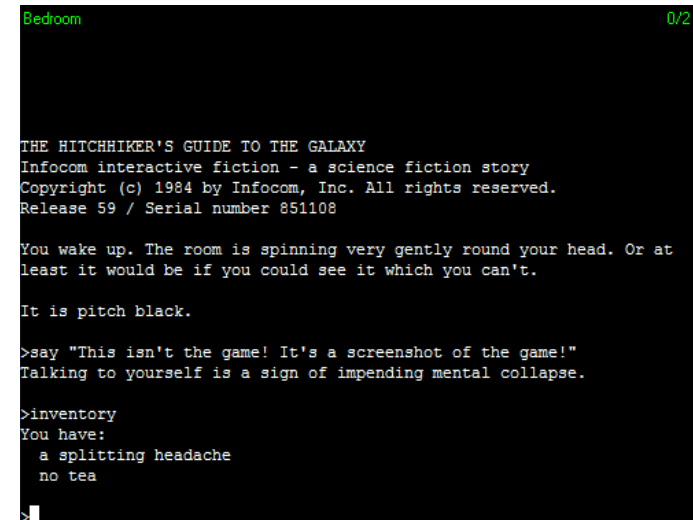 Bedroom 0/2
THE HITCHHIKER'S GUIDE TO THE GALAXY
Infocom interactive fiction - a science fiction story
Copyright (c) 1984 by Infocom, Inc. All rights reserved.
Release 59 / Serial number 851108
You wake up. The room is spinning very gently round your head. Or at
least it would be if you could see it which you can't.
It is pitch black.
>say "This isn't the game! It's a screenshot of the game!"
Talking to yourself is a sign of impending mental collapse.
>inventory
You have:
a splitting headache
no tea
>